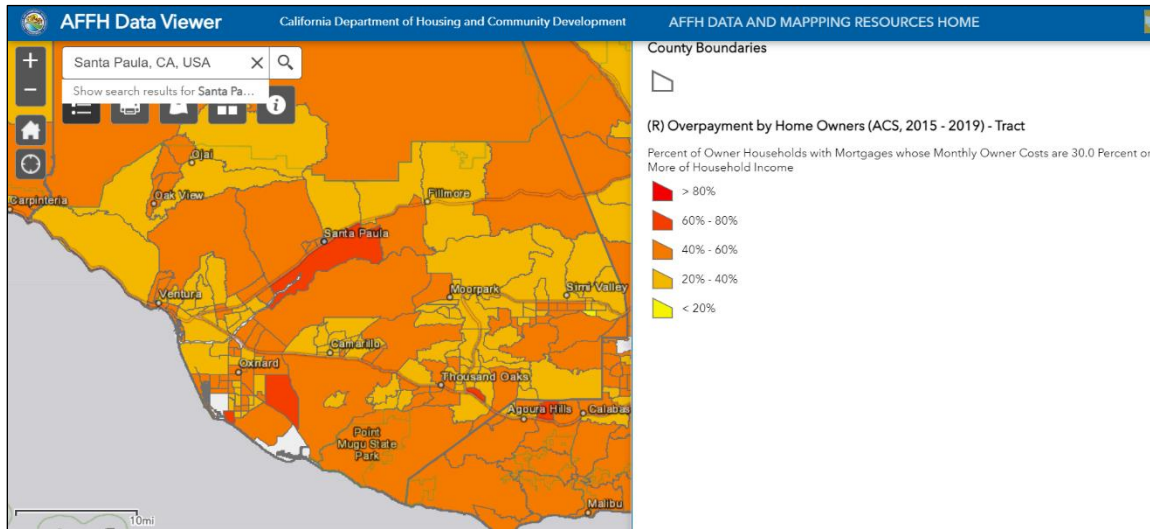 AFFH Data Viewer
California Department of Housing and Community Development
AFFH DATA AND MAPPPING RESOURCES HOME
+
Santa Paula, CA, USA
−
Show search results for Santa Pa...
Ojai
Oak View
Carpinteria
Fillmore
Santa Paula
Ventura
Moorpark
Simi Valley
Camarillo
Oxnard
Thousand Oaks
Agoura Hills
Calabas
Point
Mugu State
Park
Malibu
10mi
County Boundaries
(R) Overpayment by Home Owners (ACS, 2015 - 2019) - Tract
Percent of Owner Households with Mortgages whose Monthly Owner Costs are 30.0 Percent or
More of Household Income
> 80%
60% - 80%
40% - 60%
20% - 40%
< 20%